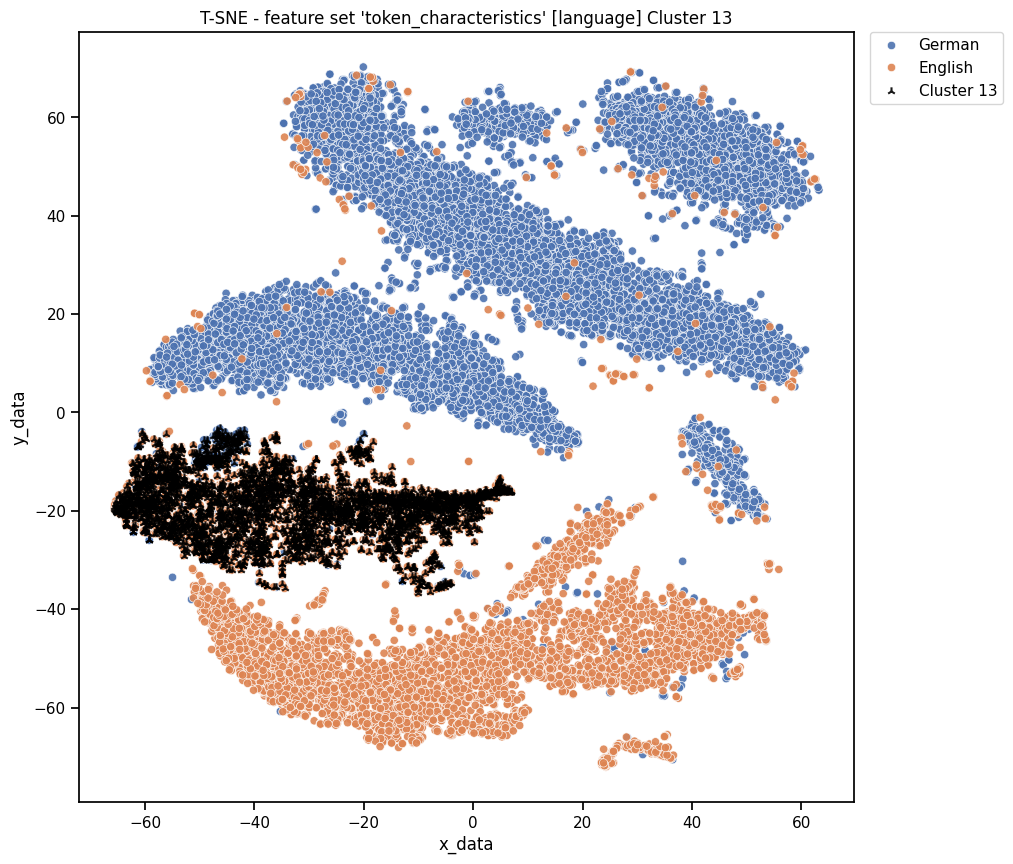 T-SNE - feature set 'token_characteristics' [language] Cluster 13
German
English
Cluster 13
60
40
20
0
−20
−40
−60
y_data
−60
−40
−20
0
20
40
60
x_data